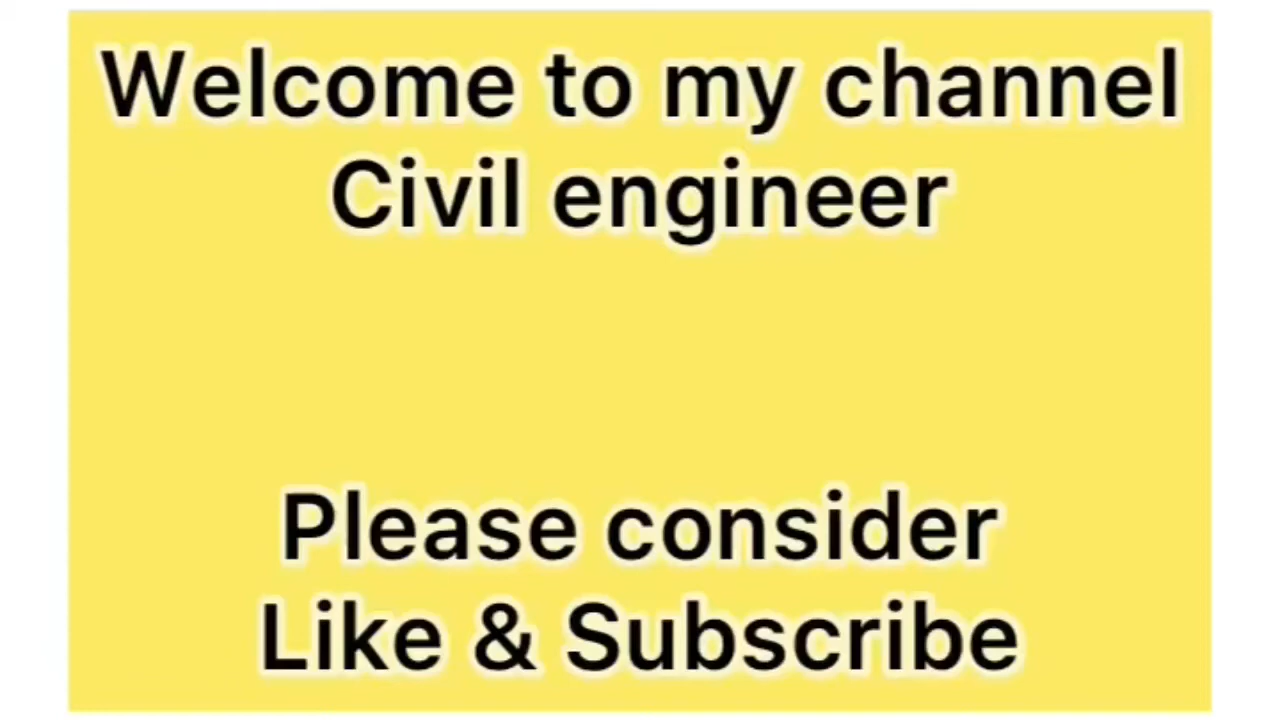 Welcome to my channel
Civil engineer
Please consider
Like & Subscribe